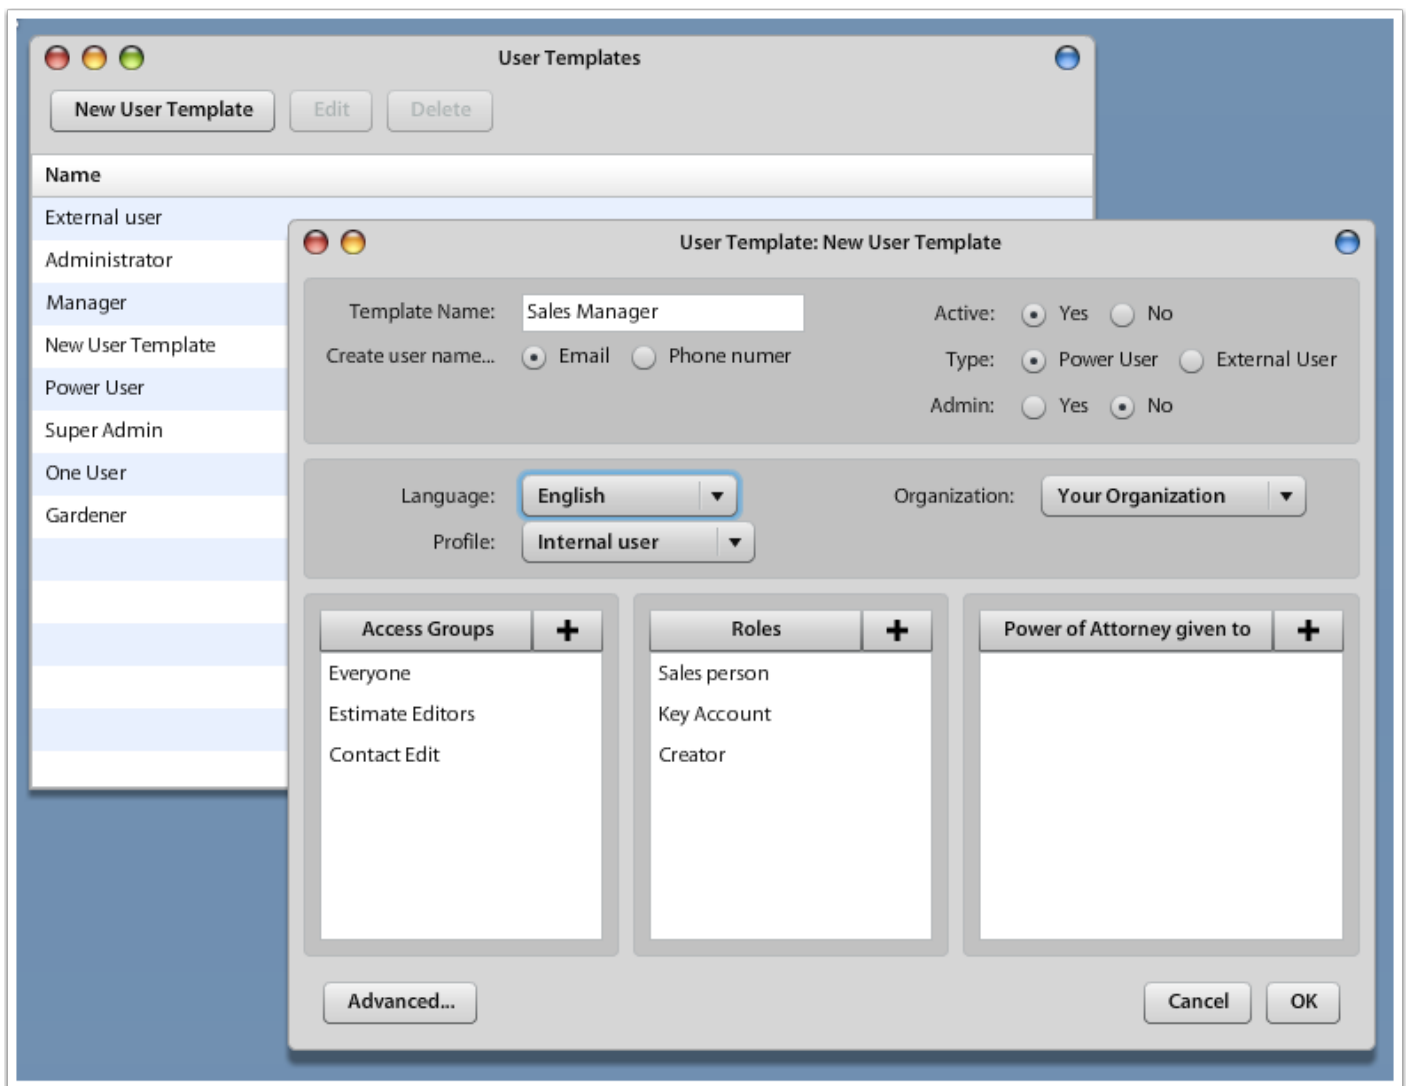 User Templates
New User Template Edit Delete
Name
External user
Administrator
Manager
New User Template
Power User
Super Admin
One User
Gardener
User Template: New User Template
Template Name: Sales Manager Active: Yes No
Create user name... Email Phone numer
Type: Power User External User
Admin: Yes No
Language: English Organization: Your Organization
Profile: Internal user
Access Groups Roles Power of Attorney given to
Everyone Sales person
Estimate Editors Key Account
Contact Edit Creator
Advanced... Cancel OK